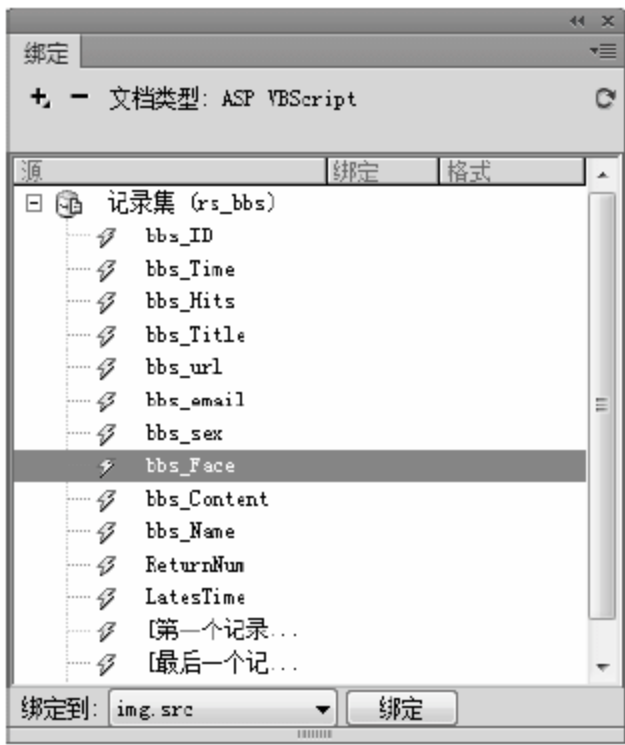 绑定
文档类型: ASP VBScript
源 绑定 格式
记录集 (rs_bbs)
bbs_ID
bbs_Time
bbs_Hits
bbs_Title
bbs_url
bbs_email
bbs_sex
bbs_Face
bbs_Content
bbs_Name
ReturnNum
LatesTime
[第一个记录...
[最后一个记...
绑定到: img.src 绑定